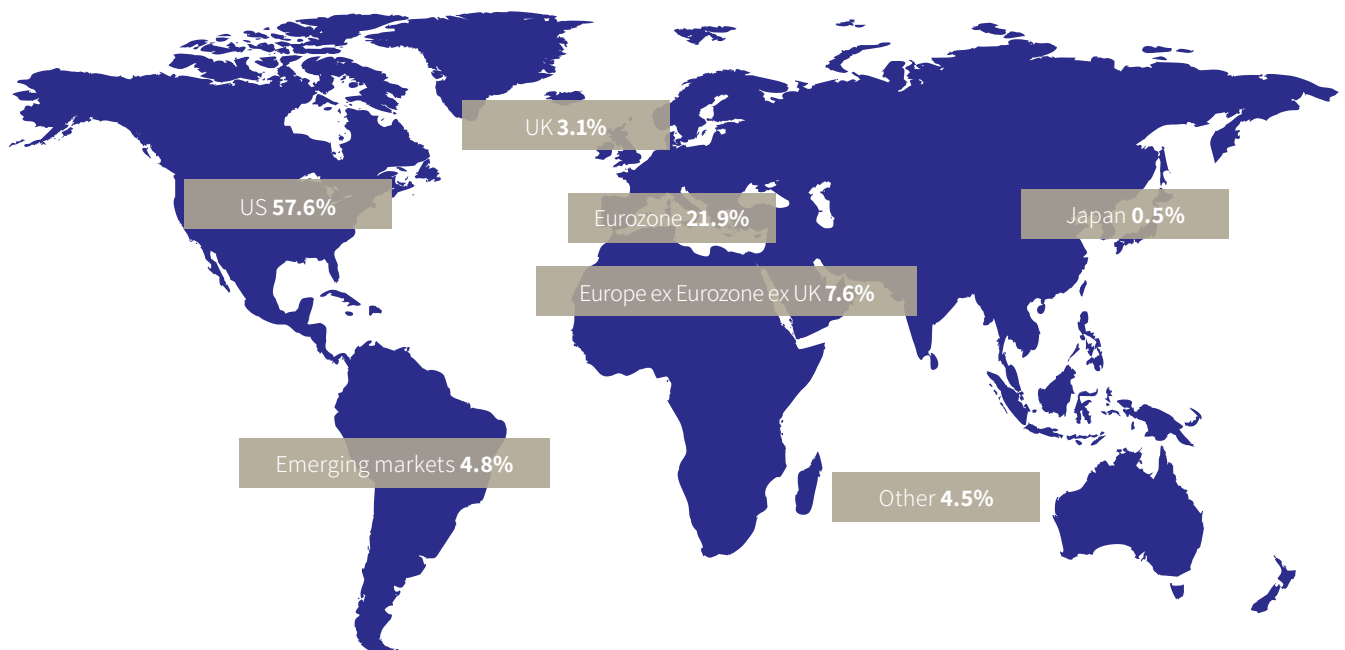 UK 3.1%
US 57.6%
Eurozone 21.9%
Japan 0.5%
Europe ex Eurozone ex UK 7.6%
Emerging markets 4.8%
Other 4.5%